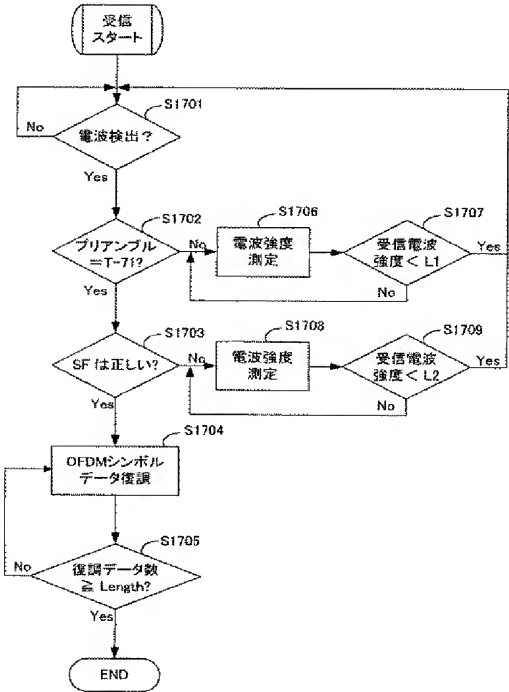 受信
スタート
S1701
電波検出？
No
Yes
S1702
プリアンブル
＝T-71?
No
Yes
S1706
電波強度
測定
S1707
受信電波
強度＜ L1
Yes
No
S1703
SF は正しい?
No
Yes
S1708
電波強度
測定
S1709
受信電波
強度＜ L2
Yes
No
S1704
OFDMシンボル
データ復調
S1705
復調データ数
≧ Length?
No
Yes
END